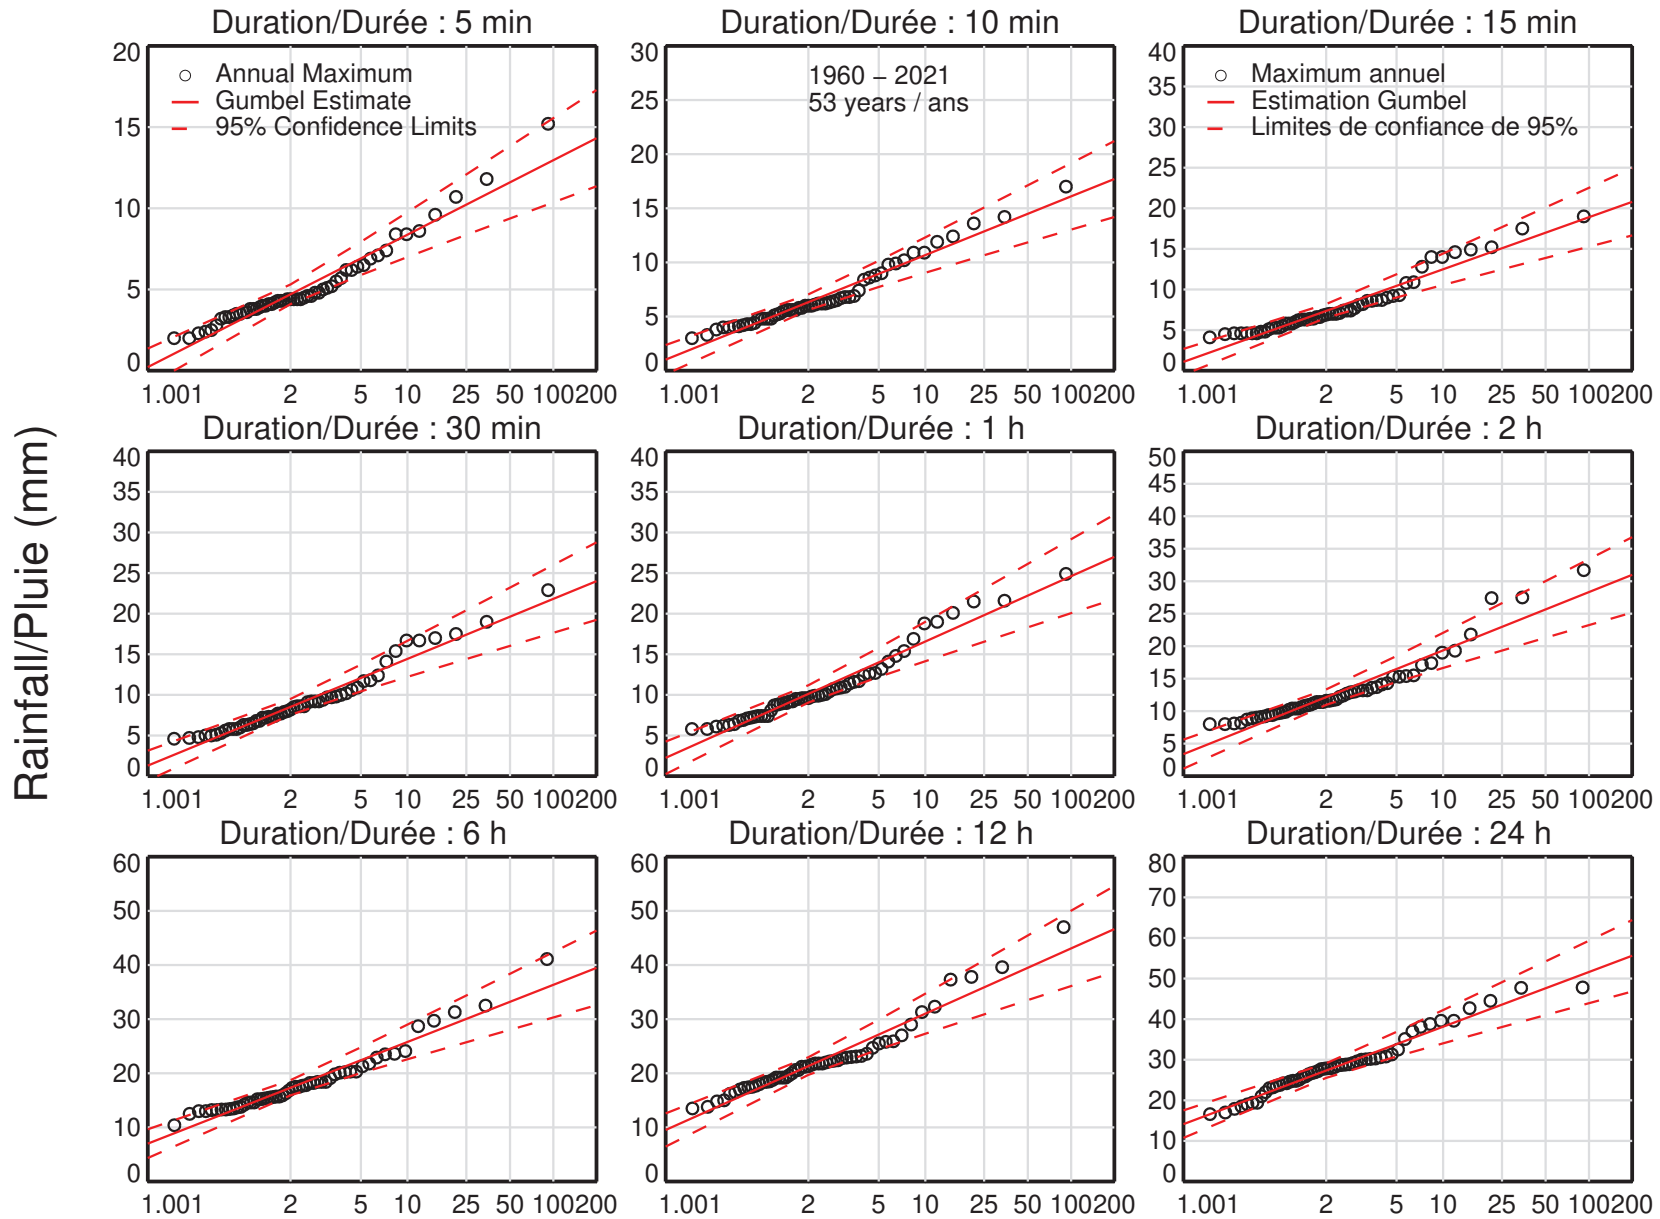 Duration/Durée : 5 min
20
15
10
5
0
○ Annual Maximum
Gumbel Estimate
95% Confidence Limits
1.001 2 5 10 25 50 100200
Duration/Durée : 10 min
30
25
20
15
10
5
0
1960 – 2021
53 years / ans
1.001 2 5 10 25 50 100200
Duration/Durée : 15 min
40
35
30
25
20
15
10
5
0
○ Maximum annuel
Estimation Gumbel
Limites de confiance de 95%
1.001 2 5 10 25 50 100200
Rainfall/Pluie (mm)
Duration/Durée : 30 min
40
35
30
25
20
15
10
5
0
1.001 2 5 10 25 50 100200
Duration/Durée : 1 h
40
35
30
25
20
15
10
5
0
1.001 2 5 10 25 50 100200
Duration/Durée : 2 h
50
45
40
35
30
25
20
15
10
5
0
1.001 2 5 10 25 50 100200
Duration/Durée : 6 h
60
50
40
30
20
10
0
1.001 2 5 10 25 50 100200
Duration/Durée : 12 h
60
50
40
30
20
10
0
1.001 2 5 10 25 50 100200
Duration/Durée : 24 h
80
70
60
50
40
30
20
10
0
1.001 2 5 10 25 50 100200